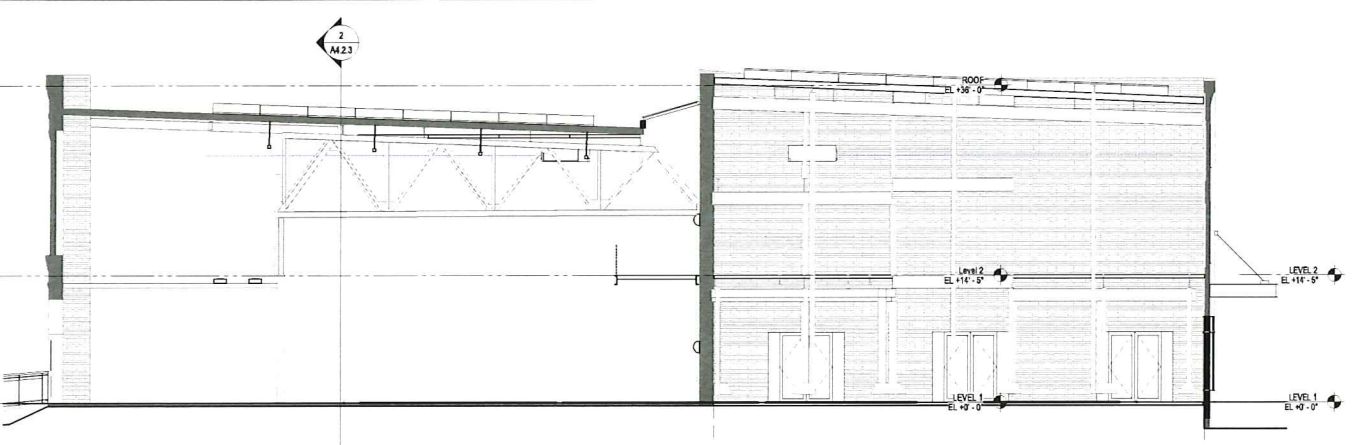 2
A4.2.3
ROOF
EL +36' - 0"
Level 2
EL +14' - 5"
LEVEL 2
EL +14' - 5"
LEVEL 1
EL +0' - 0"
LEVEL 1
EL +0' - 0"